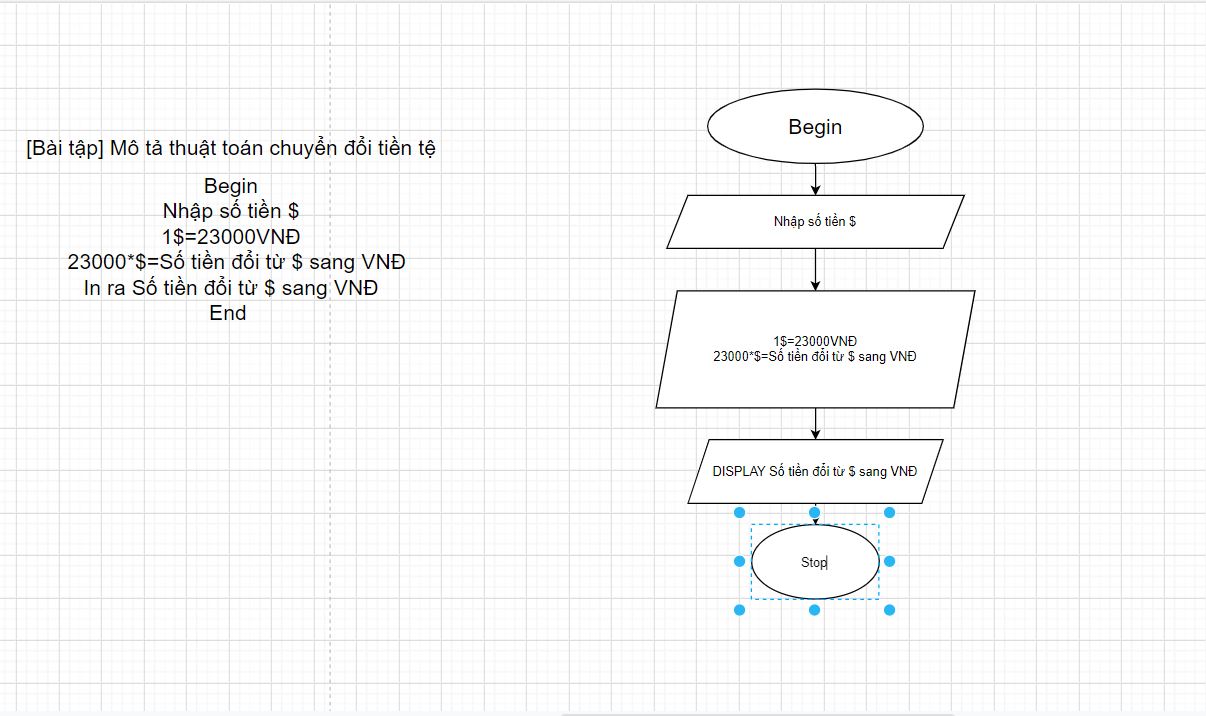 [Bài tập] Mô tả thuật toán chuyển đổi tiền tệ
Begin
Nhập số tiền $
1$=23000VNĐ
23000*$=Số tiền đổi từ $ sang VNĐ
In ra Số tiền đổi từ $ sang VNĐ
End
Begin
Nhập số tiền $
1$=23000VNĐ
23000*$=Số tiền đổi từ $ sang VNĐ
DISPLAY Số tiền đổi từ $ sang VNĐ
Stop